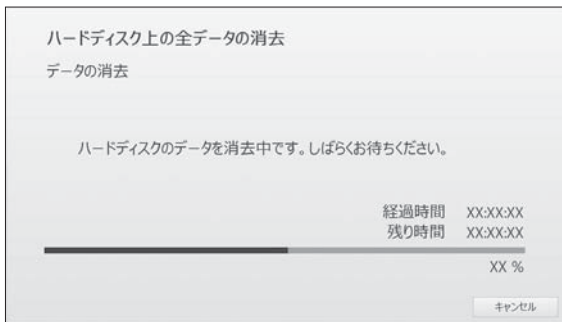 ハードディスク上の全データの消去
データの消去
ハードディスクのデータを消去中です。しばらくお待ちください。
経過時間 XX:XX:XX
残り時間 XX:XX:XX
XX %
キャンセル